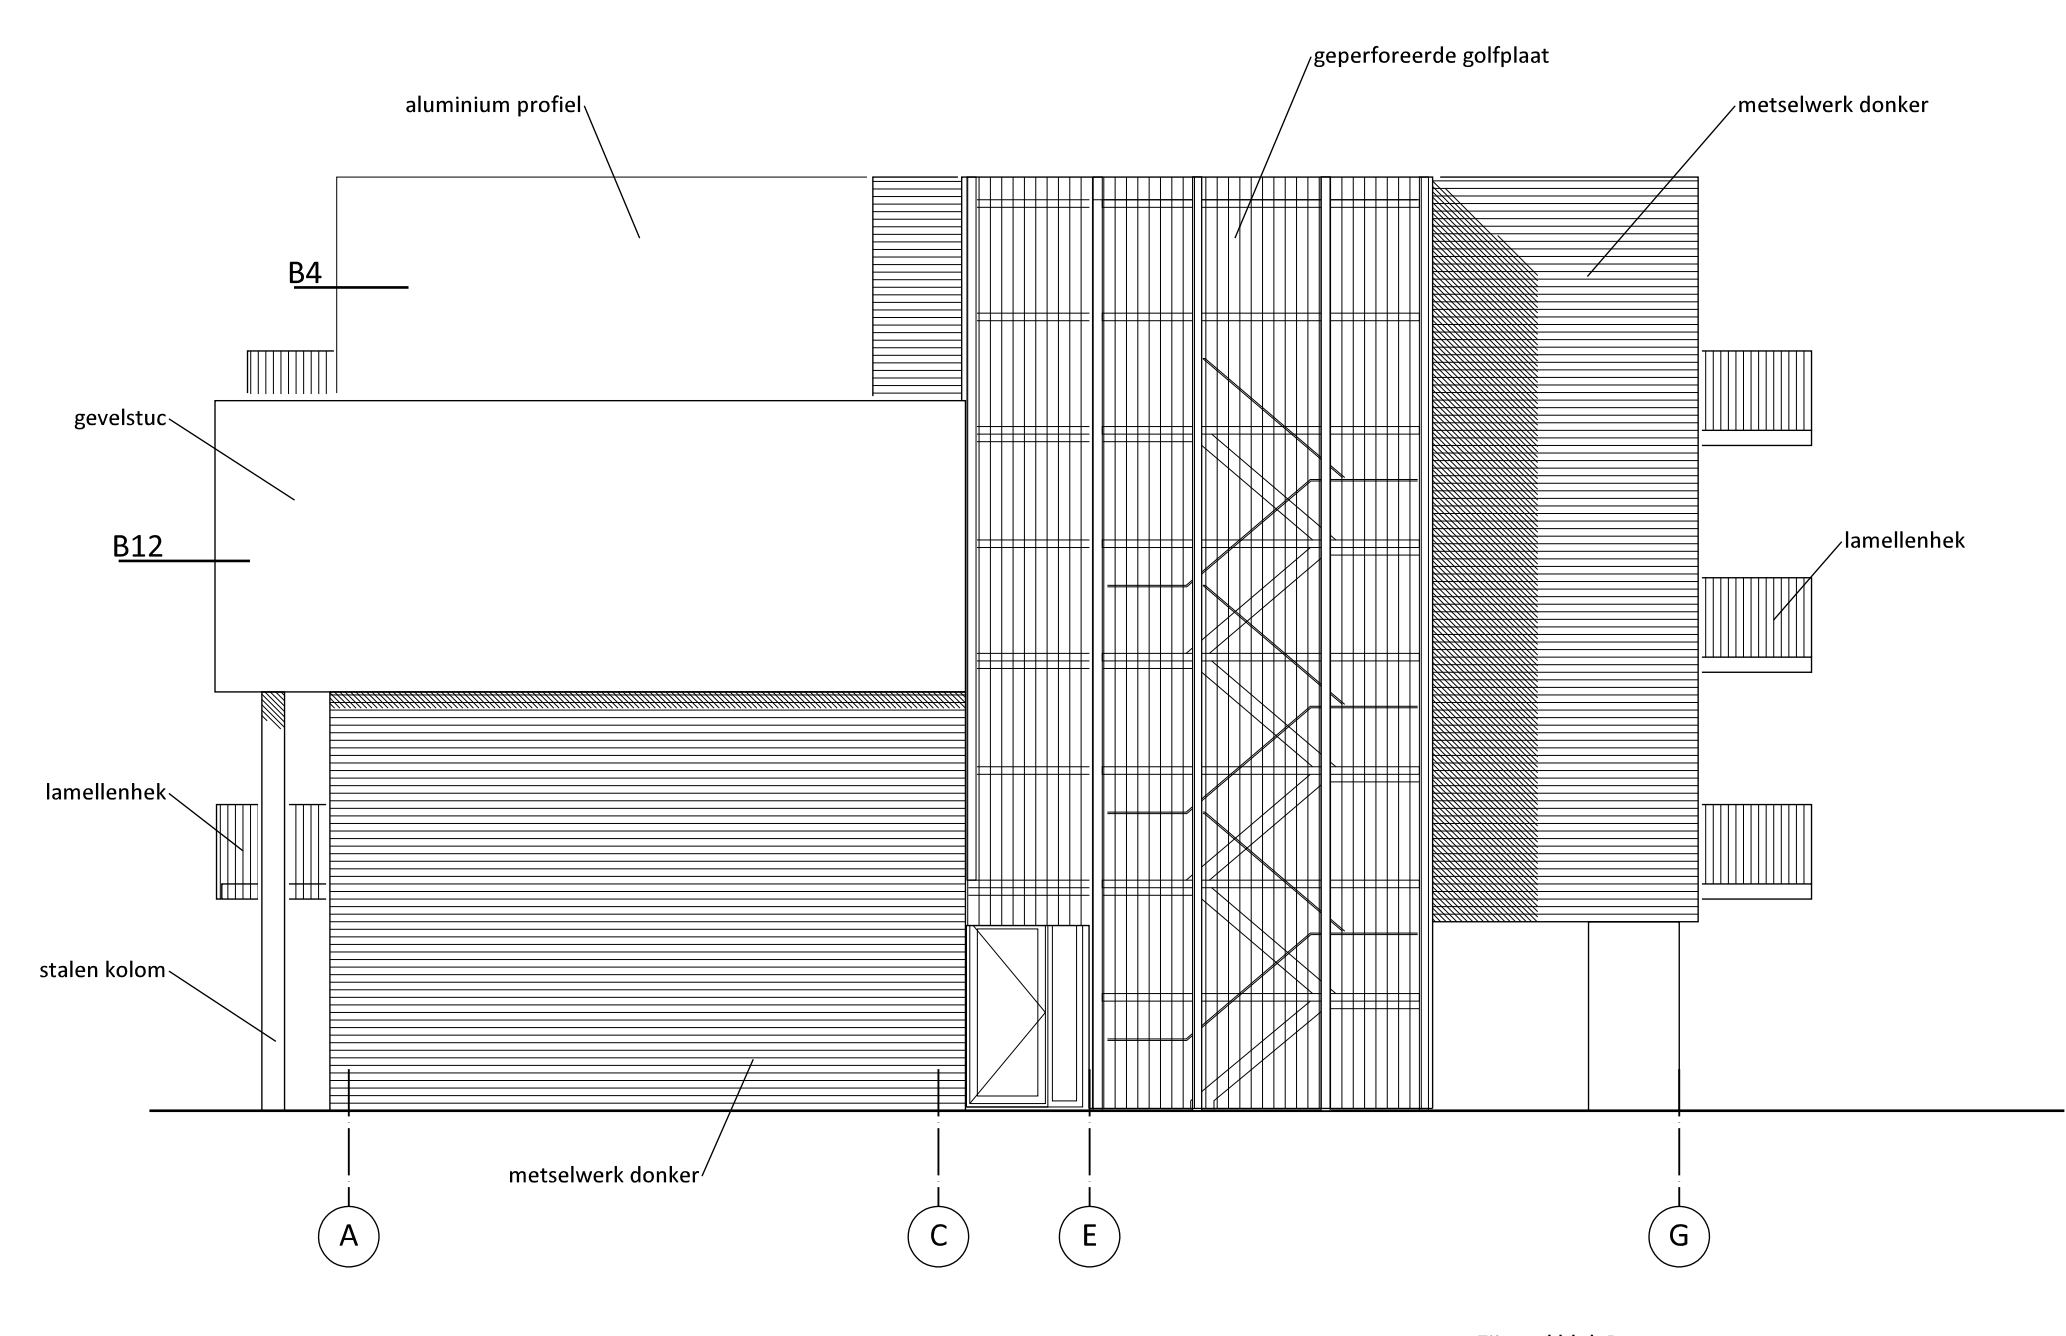 geperforeerde golfplaat
aluminium profiel
metselwerk donker
B4
gevelstuc
B12
lamellenhek
lamellenhek
stalen kolom
metselwerk donker
A
C
E
G